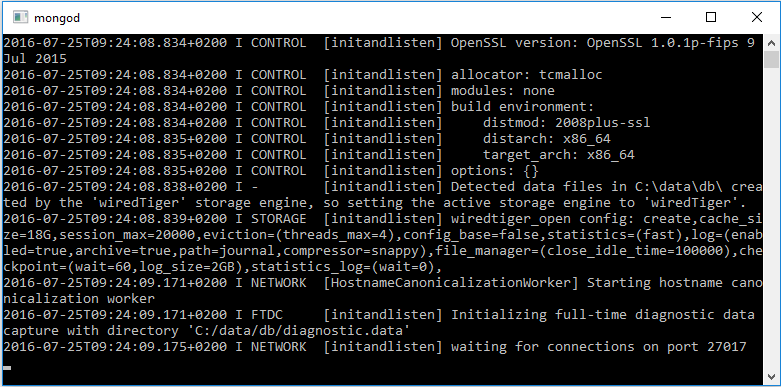 mongod
2016-07-25T09:24:08.834+0200 I CONTROL  [initandlisten] OpenSSL version: OpenSSL 1.0.1p-fips 9
Jul 2015
2016-07-25T09:24:08.834+0200 I CONTROL  [initandlisten] allocator: tcmalloc
2016-07-25T09:24:08.834+0200 I CONTROL  [initandlisten] modules: none
2016-07-25T09:24:08.834+0200 I CONTROL  [initandlisten] build environment:
2016-07-25T09:24:08.834+0200 I CONTROL  [initandlisten]     distmod: 2008plus-ssl
2016-07-25T09:24:08.835+0200 I CONTROL  [initandlisten]     distarch: x86_64
2016-07-25T09:24:08.835+0200 I CONTROL  [initandlisten]     target_arch: x86_64
2016-07-25T09:24:08.835+0200 I CONTROL  [initandlisten] options: {}
2016-07-25T09:24:08.838+0200 I -        [initandlisten] Detected data files in C:\data\db\ crea
ted by the 'wiredTiger' storage engine, so setting the active storage engine to 'wiredTiger'.
2016-07-25T09:24:08.839+0200 I STORAGE  [initandlisten] wiredtiger_open config: create,cache_si
ze=18G,session_max=20000,eviction=(threads_max=4),config_base=false,statistics=(fast),log=(enab
led=true,archive=true,path=journal,compressor=snappy),file_manager=(close_idle_time=100000),che
ckpoint=(wait=60,log_size=2GB),statistics_log=(wait=0),
2016-07-25T09:24:09.171+0200 I NETWORK  [HostnameCanonicalizationWorker] Starting hostname cano
nicalization worker
2016-07-25T09:24:09.171+0200 I FTDC     [initandlisten] Initializing full-time diagnostic data
capture with directory 'C:/data/db/diagnostic.data'
2016-07-25T09:24:09.175+0200 I NETWORK  [initandlisten] waiting for connections on port 27017